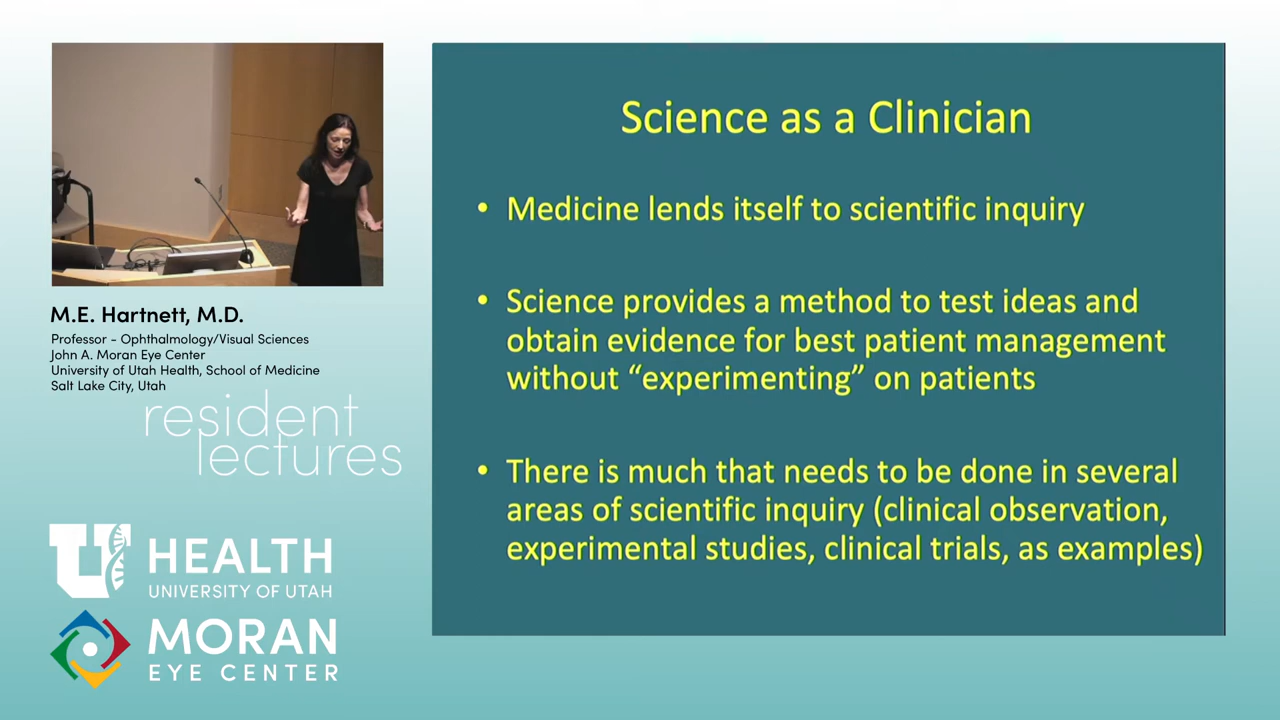 M.E. Hartnett, M.D.
Professor – Ophthalmology/Visual Sciences
John A. Moran Eye Center
University of Utah Health, School of Medicine
Salt Lake City, Utah
resident
lectures
U HEALTH
UNIVERSITY OF UTAH
MORAN
EYE CENTER
Science as a Clinician
• Medicine lends itself to scientific inquiry
• Science provides a method to test ideas and
obtain evidence for best patient management
without “experimenting” on patients
• There is much that needs to be done in several
areas of scientific inquiry (clinical observation,
experimental studies, clinical trials, as examples)